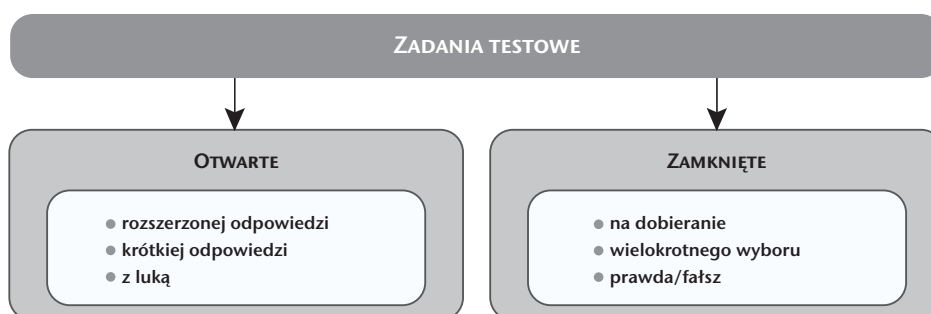 ZADANIA TESTOWE
OTWARTE
• rozszerzonej odpowiedzi
• krótkiej odpowiedzi
• z luką
ZAMKNIĘTE
• na dobieranie
• wielokrotnego wyboru
• prawda/fałsz